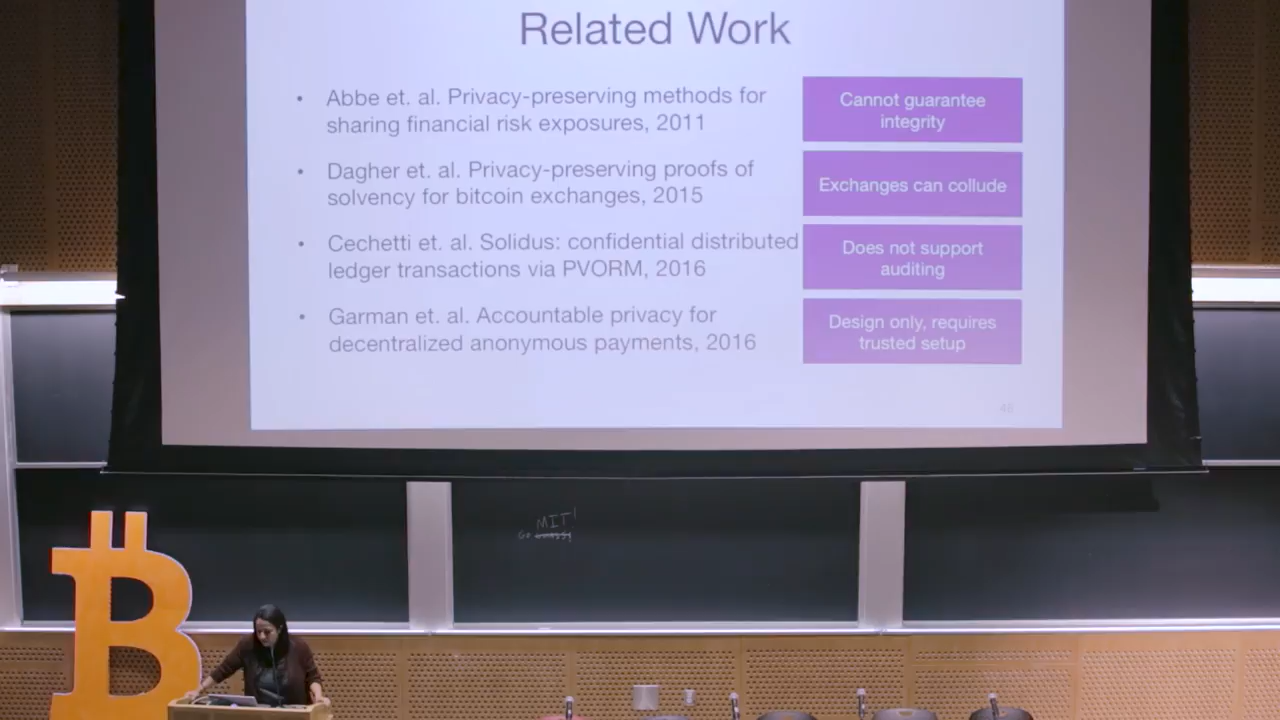 Related Work
• Abbe et. al. Privacy-preserving methods for
sharing financial risk exposures, 2011
Cannot guarantee
integrity
• Dagher et. al. Privacy-preserving proofs of
solvency for bitcoin exchanges, 2015
Exchanges can collude
• Cechetti et. al. Solidus: confidential distributed
ledger transactions via PVORM, 2016
Does not support
auditing
• Garman et. al. Accountable privacy for
decentralized anonymous payments, 2016
Design only, requires
trusted setup
46
MIT!
GO